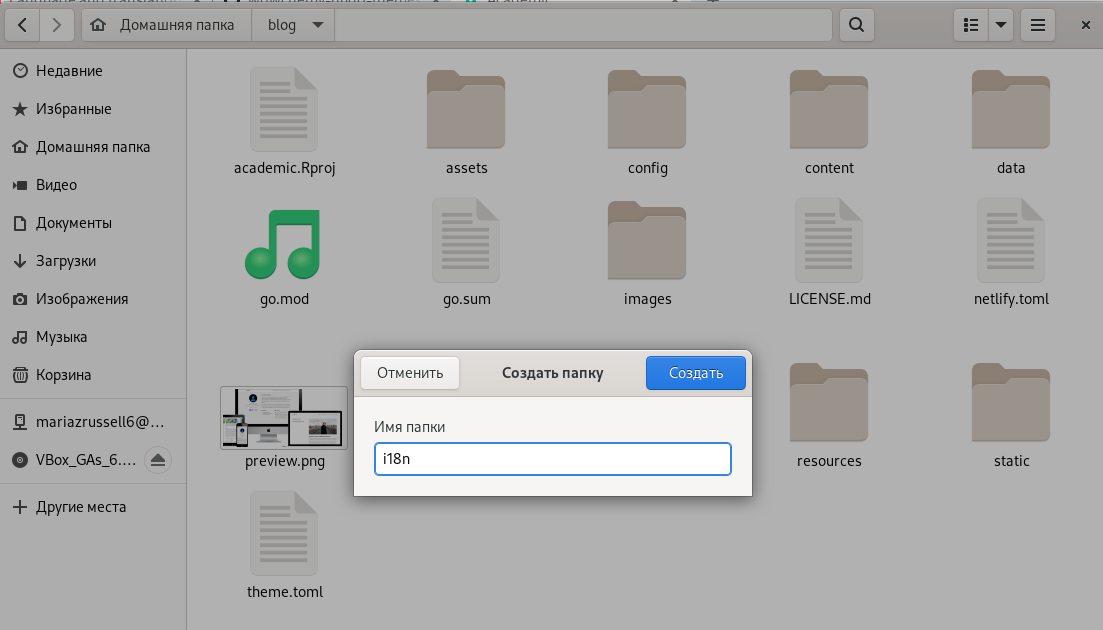 Домашняя папка
blog
Недавние
Избранные
Домашняя папка
Видео
Документы
Загрузки
Изображения
Музыка
Корзина
mariazrussell6@...
VBox_GAs_6....
Другие места
academic.Rproj
assets
config
content
data
go.mod
go.sum
images
LICENSE.md
netlify.toml
preview.png
resources
static
theme.toml
Отменить
Создать папку
Создать
Имя папки
i18n